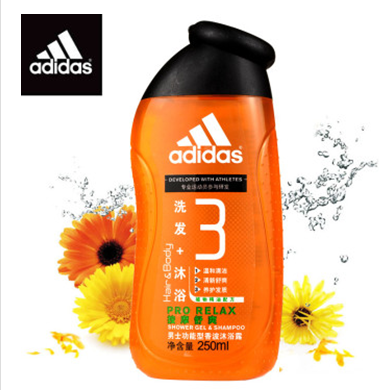 adidas
adidas
DEVELOPED WITH ATHLETES
专业运动员参与研发
洗发+沐浴
Hair&Body
3
温和清洁
清新舒爽
养护发质
PRO RELAX
SHOWER GEL & SHAMPOO
男士功能型香波沐浴露
净含量 250ml